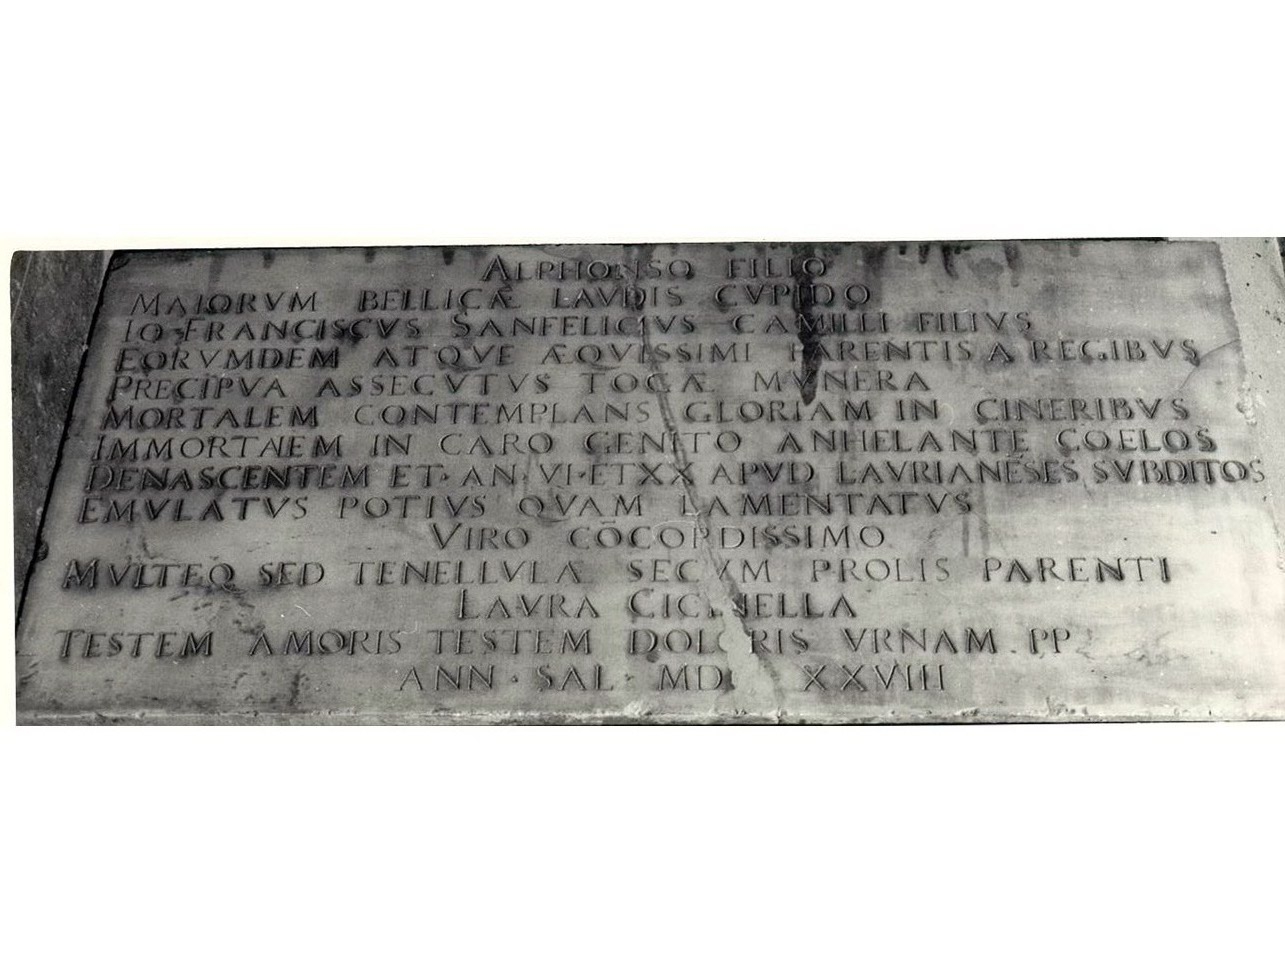 ALPHONSO FILIO
MAIORVM BELLICÆ LAVDIS CVPIDO
IO·FRANCISCVS SANFELICIVS CAMILLI FILIVS
EORVMDEM ATQVE ÆQVISSIMI PARENTIS A REGIBVS
PRECIPVA ASSECVTVS TOGÆ MVNERA
MORTALEM CONTEMPLANS GLORIAM IN CINERIBVS
IMMORTAEM IN CARO GENITO ANHELANTE COELOS
DENASCENTEM ET·AN·VI·ET XX APVD LAVRIANĒSES SVBDITOS
EMVLATVS POTIVS QVAM LAMENTATVS
VIRO CŌCORDISSIMO
MVLTEQ SED TENELLVLA SECVM PROLIS PARENTI
LAVRA CICINELLA
TESTEM AMORIS TESTEM DOLORIS VRNAM·PP·
ANN·SAL·MD XXVIII